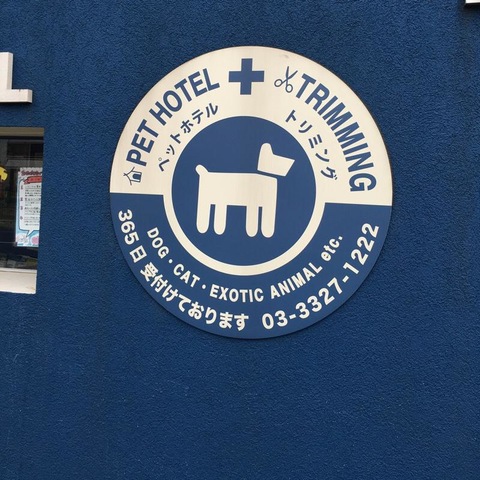 PET HOTEL
TRIMMING
ペットホテル
トリミング
DOG・CAT・EXOTIC ANIMAL etc.
365日 受付けております 03-3327-1222